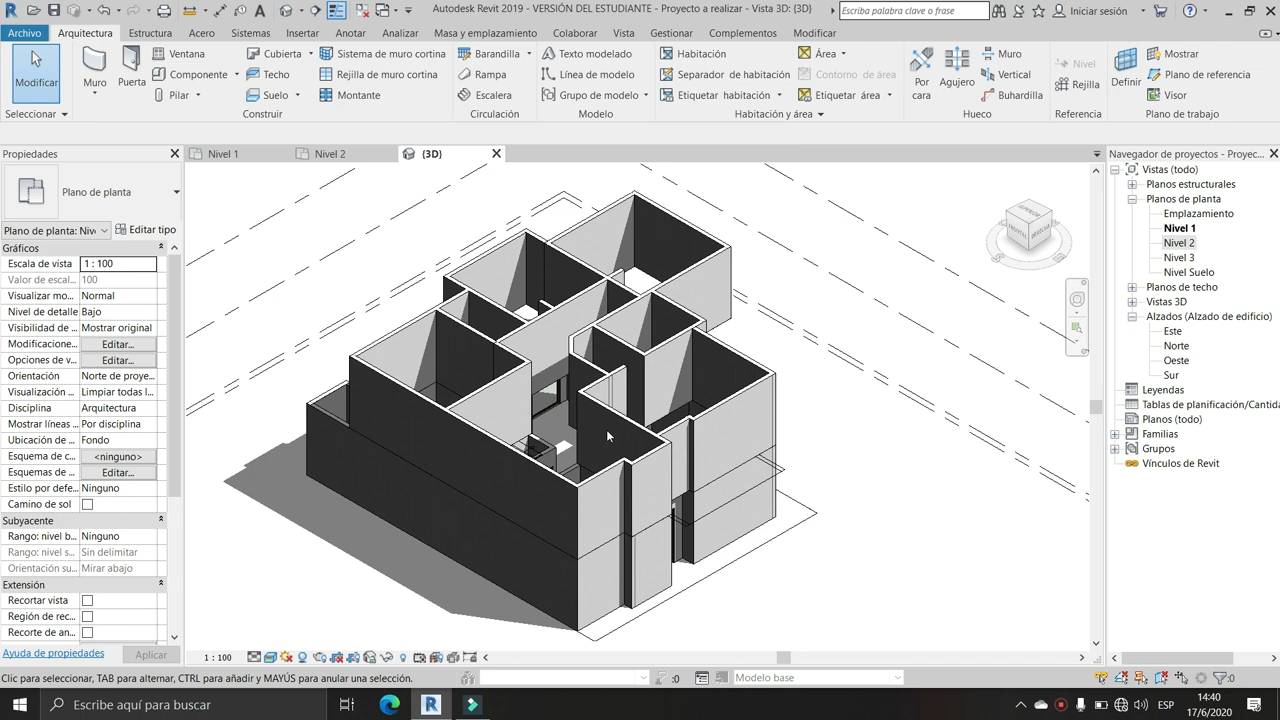 Autodesk Revit 2019 - VERSIÓN DEL ESTUDIANTE - Proyecto a realizar - Vista 3D: {3D}
Escriba palabra clave o frase
Iniciar sesión
Archivo Arquitectura Estructura Acero Sistemas Insertar Anotar Analizar Masa y emplazamiento Colaborar Vista Gestionar Complementos Modificar
Modificar
Muro
Puerta
Ventana
Componente
Pilar
Cubierta
Techo
Suelo
Sistema de muro cortina
Rejilla de muro cortina
Montante
Barandilla
Rampa
Escalera
Texto modelado
Línea de modelo
Grupo de modelo
Habitación
Separador de habitación
Etiquetar habitación
Área
Contorno de área
Etiquetar área
Por cara
Agujero
Muro
Vertical
Buhardilla
Nivel
Rejilla
Definir
Mostrar
Plano de referencia
Visor
Seleccionar
Construir
Circulación
Modelo
Habitación y área
Hueco
Referencia
Plano de trabajo
Propiedades
Plano de planta
Plano de planta: Nive
Editar tipo
Gráficos
Escala de vista 1 : 100
Valor de escal... 100
Visualizar mo... Normal
Nivel de detalle Bajo
Visibilidad de ... Mostrar original
Modificacione... Editar...
Opciones de v... Editar...
Orientación Norte de proye...
Visualización ... Limpiar todas l...
Disciplina Arquitectura
Mostrar líneas ... Por disciplina
Ubicación de ... Fondo
Esquema de c... <ninguno>
Esquemas de ... Editar...
Estilo por defe... Ninguno
Camino de sol
Subyacente
Rango: nivel b... Ninguno
Rango: nivel s... Sin delimitar
Orientación su... Mirar abajo
Extensión
Recortar vista
Región de rec...
Recorte de an...
Ayuda de propiedades
Aplicar
Nivel 1
Nivel 2
{3D}
Navegador de proyectos - Proyec...
Vistas (todo)
Planos estructurales
Planos de planta
Emplazamiento
Nivel 1
Nivel 2
Nivel 3
Nivel Suelo
Planos de techo
Vistas 3D
Alzados (Alzado de edificio)
Este
Norte
Oeste
Sur
Leyendas
Tablas de planificación/Cantida
Planos (todo)
Familias
Grupos
Vínculos de Revit
1 : 100
Clic para seleccionar, TAB para alternar, CTRL para añadir y MAYÚS para anular una selección.
:0
Modelo base
:0
Escribe aquí para buscar
ESP
14:40
17/6/2020